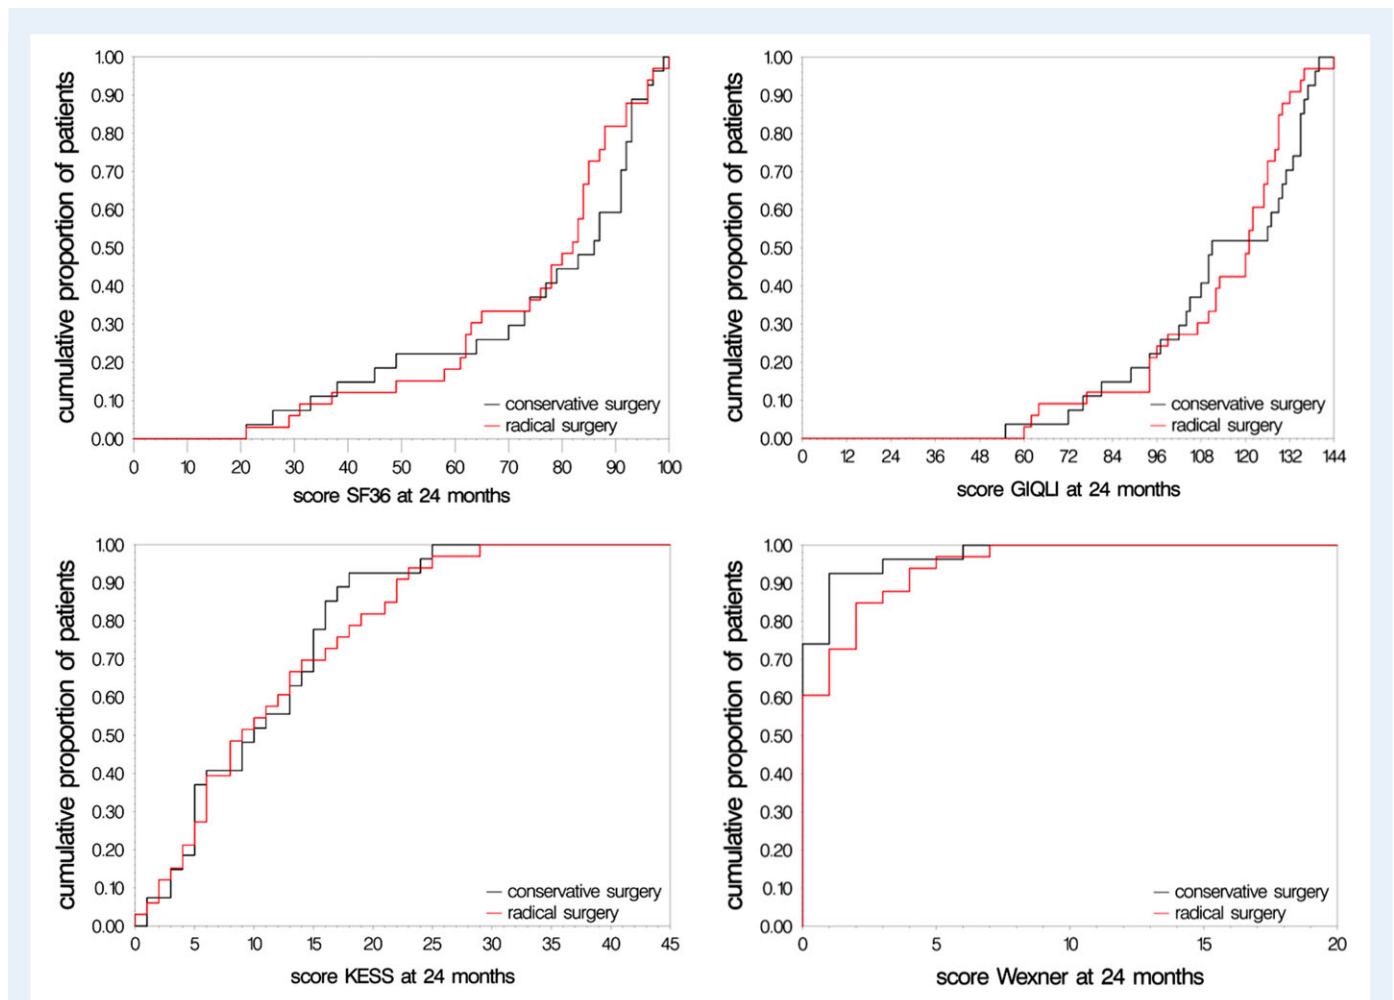 1.00
0.90
0.80
0.70
0.60
0.50
0.40
0.30
0.20
0.10
0.00
cumulative proportion of patients
conservative surgery
radical surgery
0 10 20 30 40 50 60 70 80 90 100
score SF36 at 24 months
1.00
0.90
0.80
0.70
0.60
0.50
0.40
0.30
0.20
0.10
0.00
cumulative proportion of patients
conservative surgery
radical surgery
0 12 24 36 48 60 72 84 96 108 120 132 144
score GIQLI at 24 months
1.00
0.90
0.80
0.70
0.60
0.50
0.40
0.30
0.20
0.10
0.00
cumulative proportion of patients
conservative surgery
radical surgery
0 5 10 15 20 25 30 35 40 45
score KESS at 24 months
1.00
0.90
0.80
0.70
0.60
0.50
0.40
0.30
0.20
0.10
0.00
cumulative proportion of patients
conservative surgery
radical surgery
0 5 10 15 20
score Wexner at 24 months